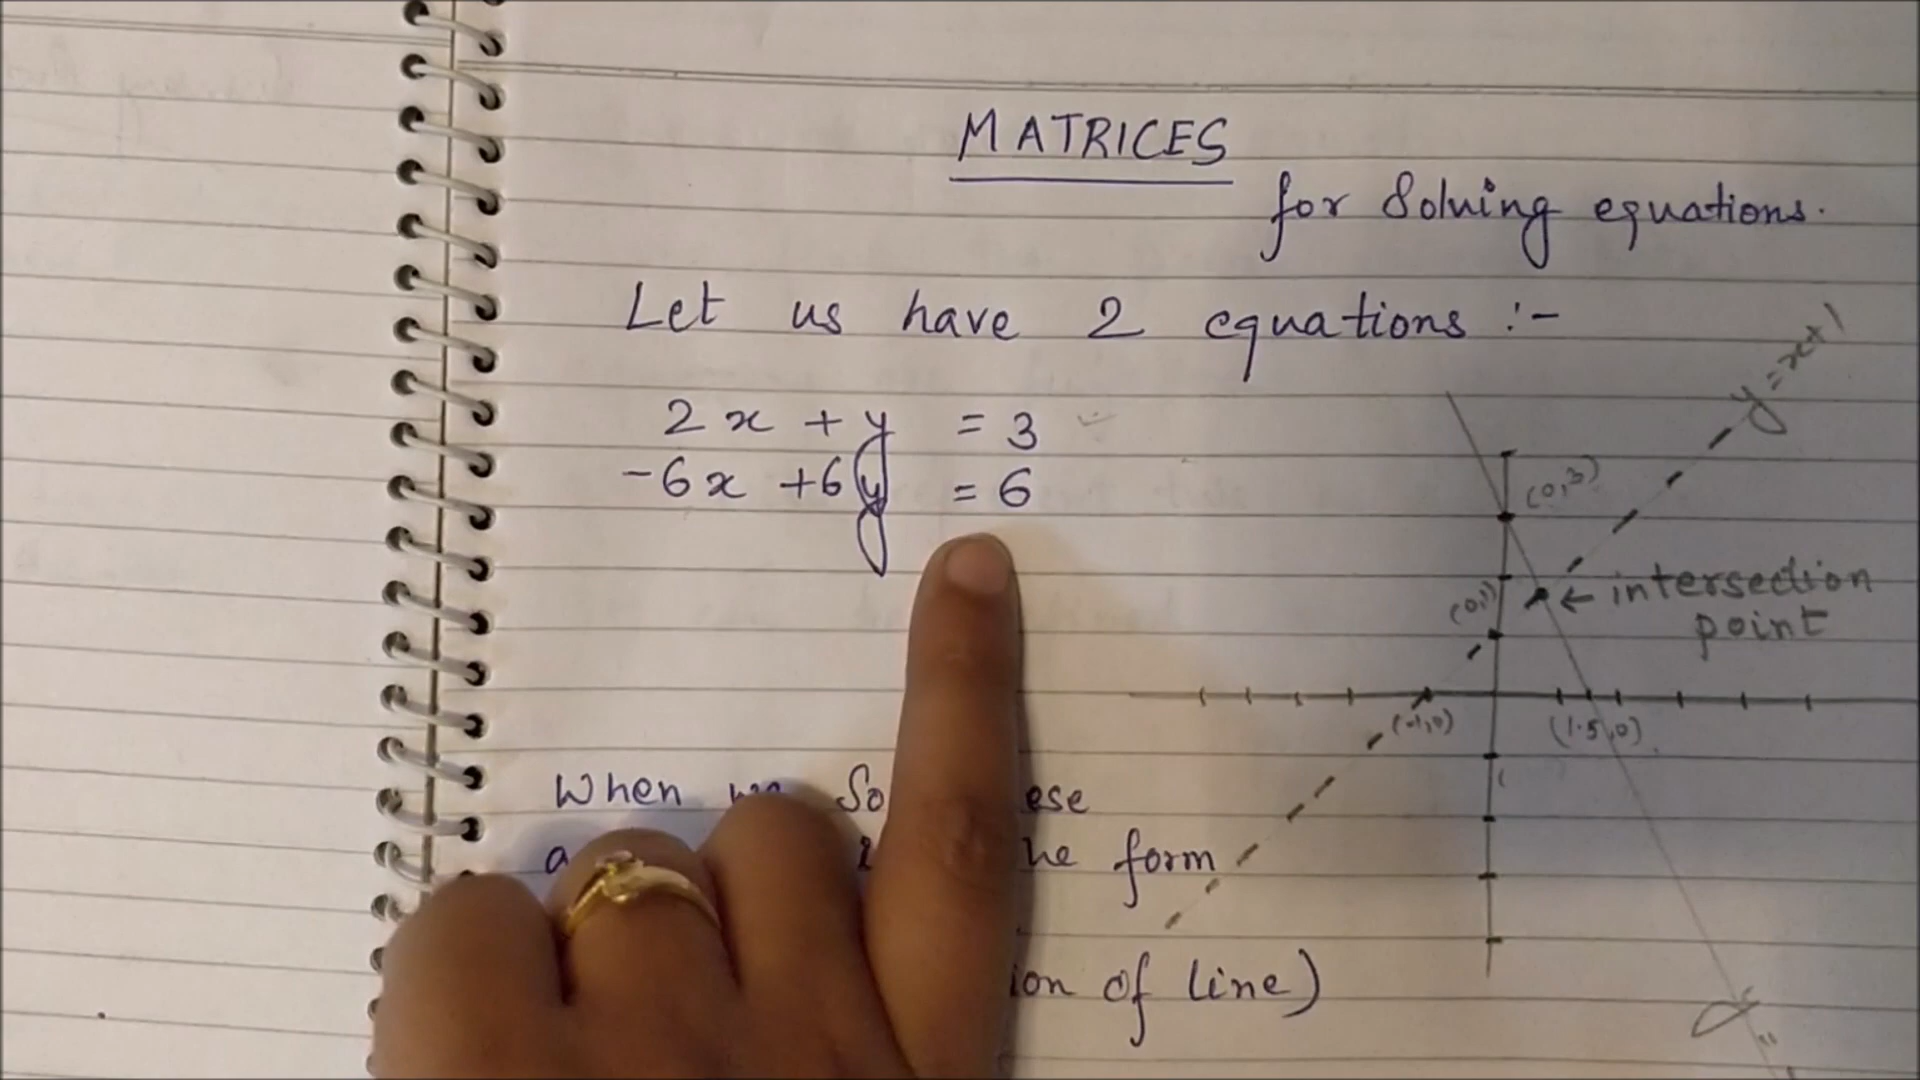 MATRICES
for Solving equations.
Let us have 2 equations :-
2x + y = 3
-6x +6y = 6
y = x+1
(0,3)
(0,1)
← intersection
point
(-1,0)
(1.5,0)
When
ese
form
of line)